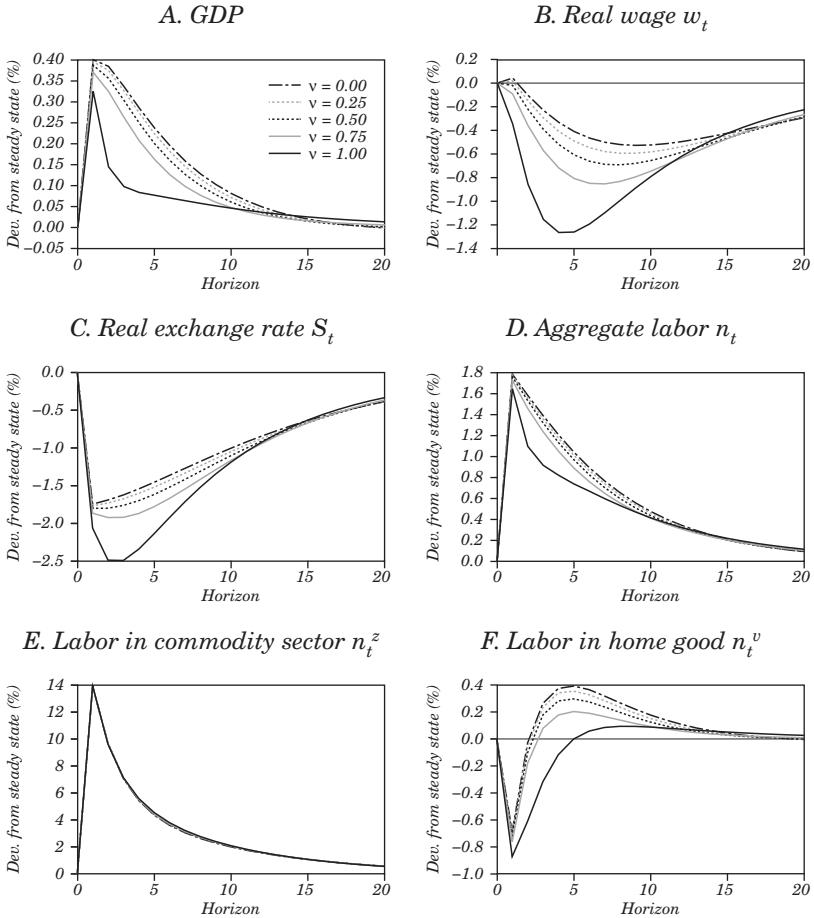 A. GDP
Dev. from steady state (%)
0.40
0.35
0.30
0.25
0.20
0.15
0.10
0.05
0.00
−0.05
ν = 0.00
ν = 0.25
ν = 0.50
ν = 0.75
ν = 1.00
0 5 10 15 20
Horizon
B. Real wage w_t
Dev. from steady state (%)
0.2
0.0
−0.2
−0.4
−0.6
−0.8
−1.0
−1.2
−1.4
0 5 10 15 20
Horizon
C. Real exchange rate S_t
Dev. from steady state (%)
0.0
−0.5
−1.0
−1.5
−2.0
−2.5
0 5 10 15 20
Horizon
D. Aggregate labor n_t
Dev. from steady state (%)
1.8
1.6
1.4
1.2
1.0
0.8
0.6
0.4
0.2
0.0
0 5 10 15 20
Horizon
E. Labor in commodity sector n_t^z
Dev. from steady state (%)
14
12
10
8
6
4
2
0
0 5 10 15 20
Horizon
F. Labor in home good n_t^v
Dev. from steady state (%)
0.4
0.2
0.0
−0.2
−0.4
−0.6
−0.8
−1.0
0 5 10 15 20
Horizon